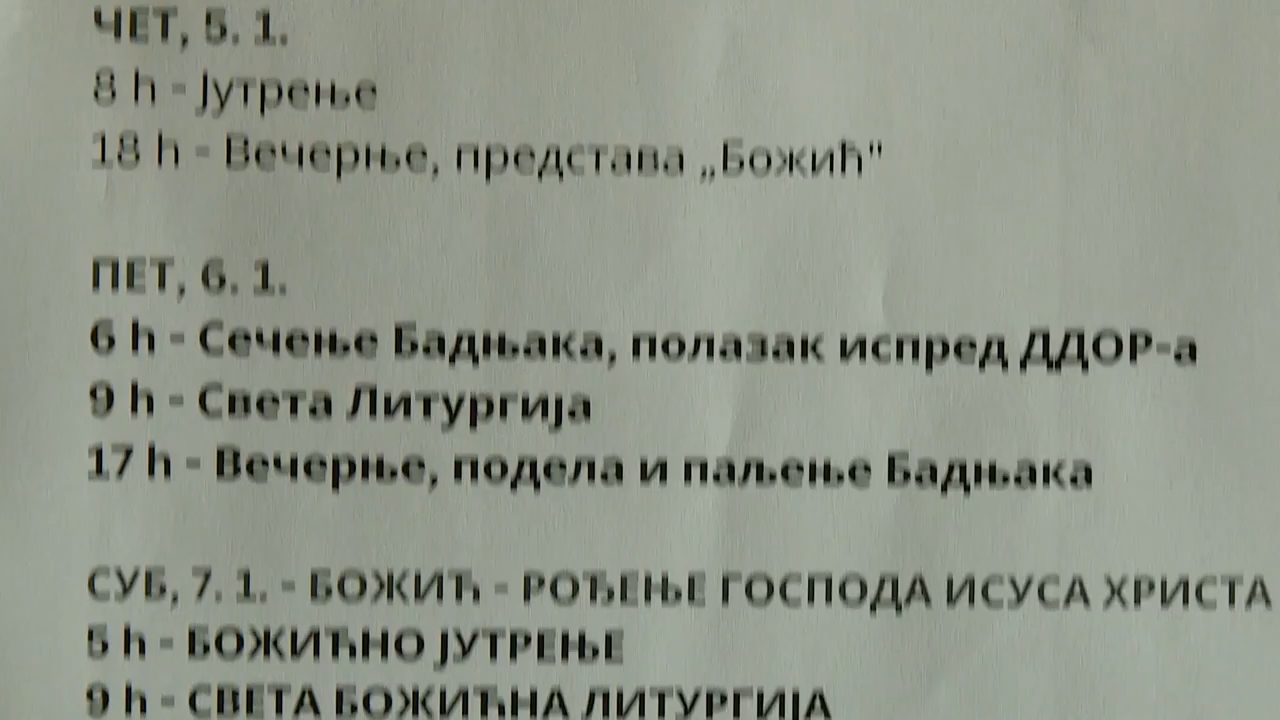 ЧЕТ, 5. 1.
8 h - Јутрење
18 h - Вечерње, представа „Божић"
ПЕТ, 6. 1.
6 h - Сечење Бадњака, полазак испред ДДОР-а
9 h - Света Литургија
17 h - Вечерње, подела и паљење Бадњака
СУБ, 7. 1. - БОЖИЋ - РОЂЕЊЕ ГОСПОДА ИСУСА ХРИСТА
5 h - БОЖИЋНО ЈУТРЕЊЕ
9 h - СВЕТА БОЖИЋНА ЛИТУРГИЈА